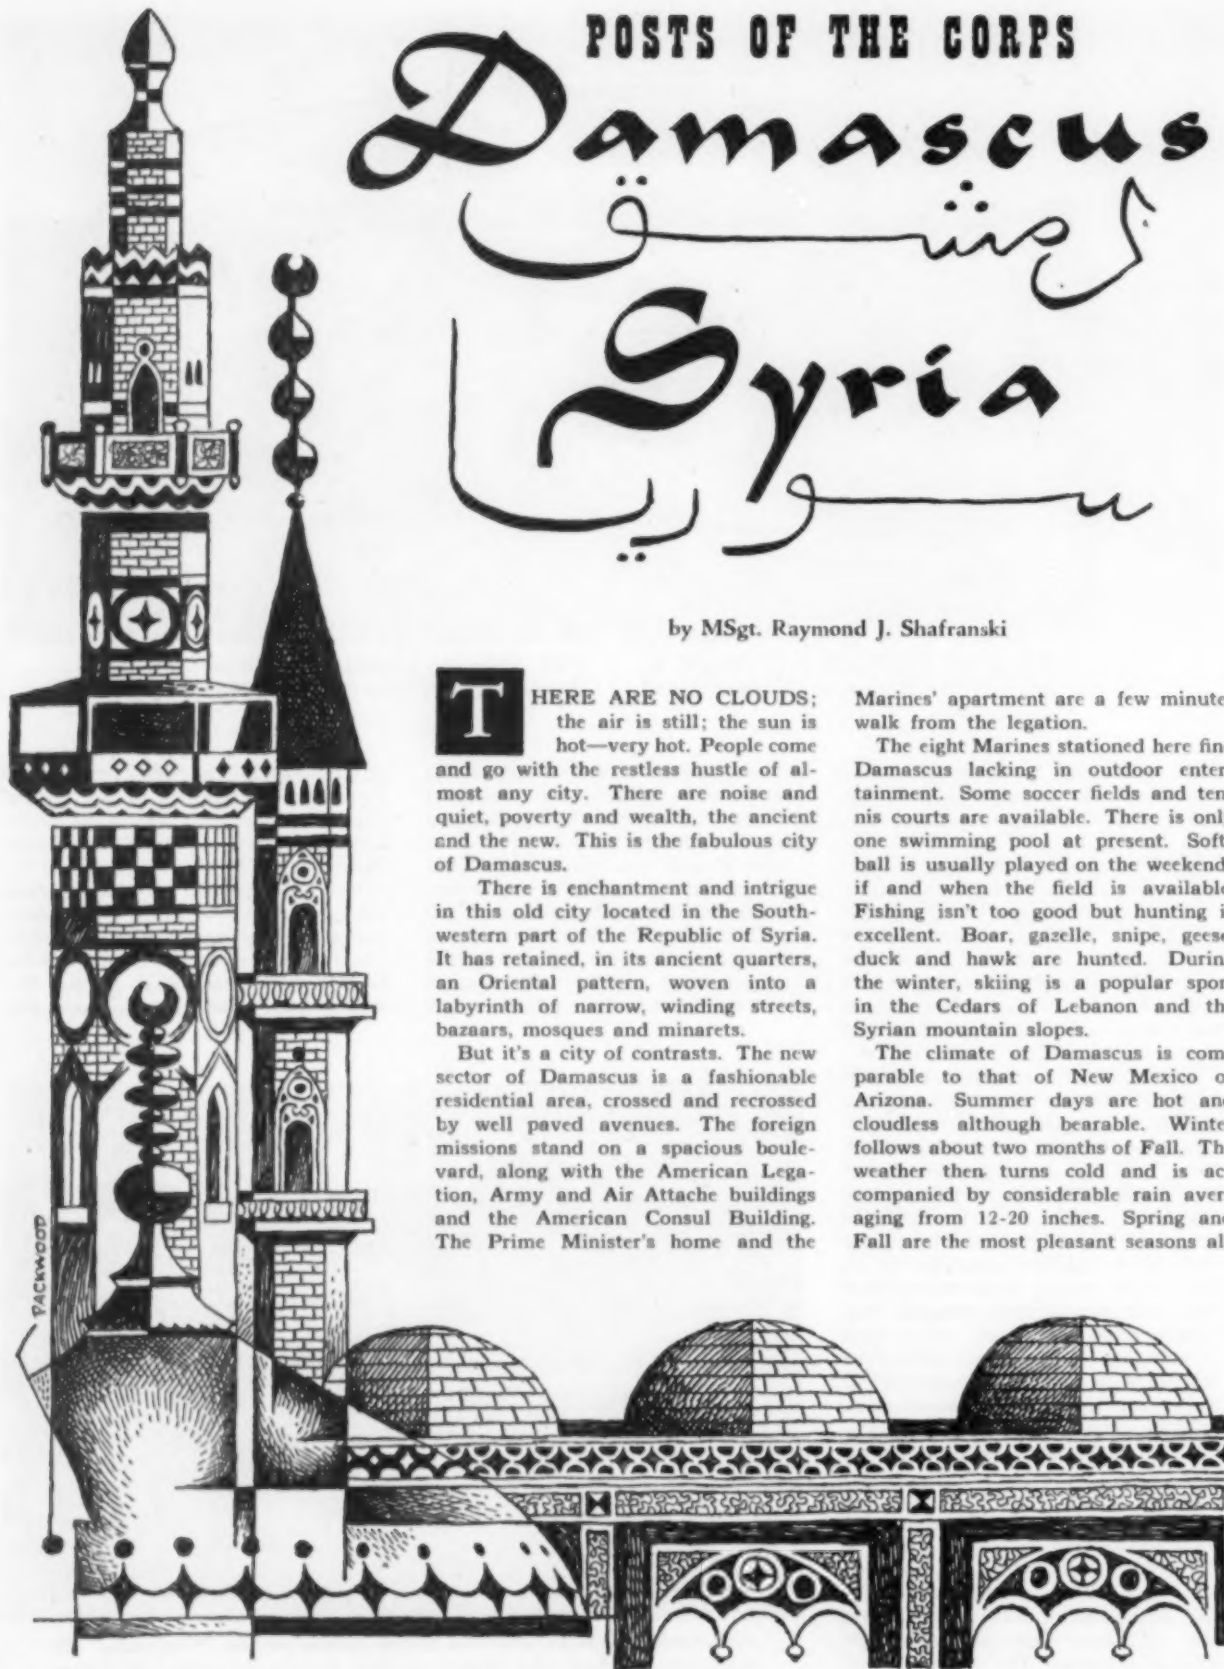 POSTS OF THE CORPS
Damascus
دمشق
Syria
سوريا
by MSgt. Raymond J. Shafranski
THERE ARE NO CLOUDS;
the air is still; the sun is
hot—very hot. People come
and go with the restless hustle of al-
most any city. There are noise and
quiet, poverty and wealth, the ancient
and the new. This is the fabulous city
of Damascus.
There is enchantment and intrigue
in this old city located in the South-
western part of the Republic of Syria.
It has retained, in its ancient quarters,
an Oriental pattern, woven into a
labyrinth of narrow, winding streets,
bazaars, mosques and minarets.
But it's a city of contrasts. The new
sector of Damascus is a fashionable
residential area, crossed and recrossed
by well paved avenues. The foreign
missions stand on a spacious boule-
vard, along with the American Lega-
tion, Army and Air Attache buildings
and the American Consul Building.
The Prime Minister's home and the
Marines' apartment are a few minute
walk from the legation.
The eight Marines stationed here fin
Damascus lacking in outdoor enter
tainment. Some soccer fields and ten
nis courts are available. There is onl
one swimming pool at present. Soft
ball is usually played on the weekend
if and when the field is available
Fishing isn't too good but hunting i
excellent. Boar, gazelle, snipe, geese
duck and hawk are hunted. Durin
the winter, skiing is a popular spor
in the Cedars of Lebanon and th
Syrian mountain slopes.
The climate of Damascus is com
parable to that of New Mexico o
Arizona. Summer days are hot and
cloudless although bearable. Winte
follows about two months of Fall. Th
weather then turns cold and is ac
companied by considerable rain aver
aging from 12-20 inches. Spring and
Fall are the most pleasant seasons al
PACKWOOD